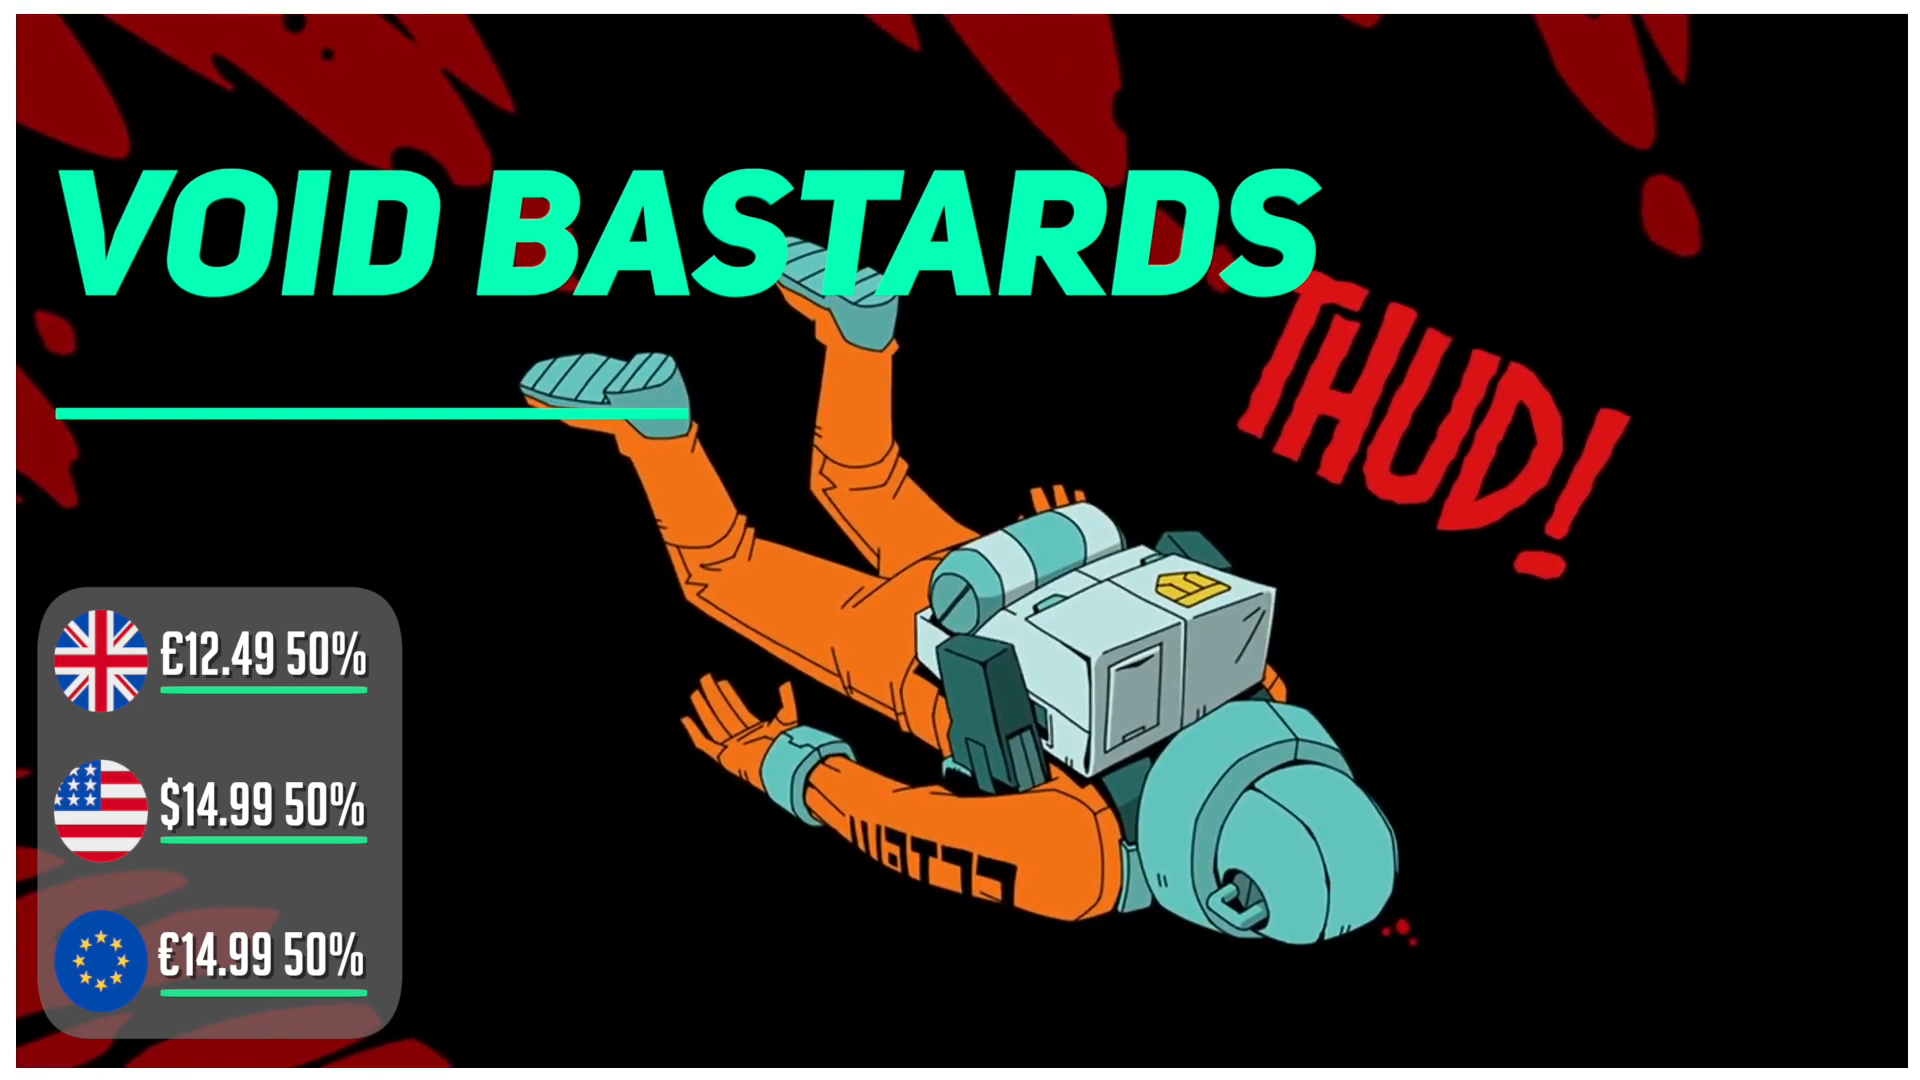 VOID BASTARDS
THUD!
£12.49 50%
$14.99 50%
€14.99 50%